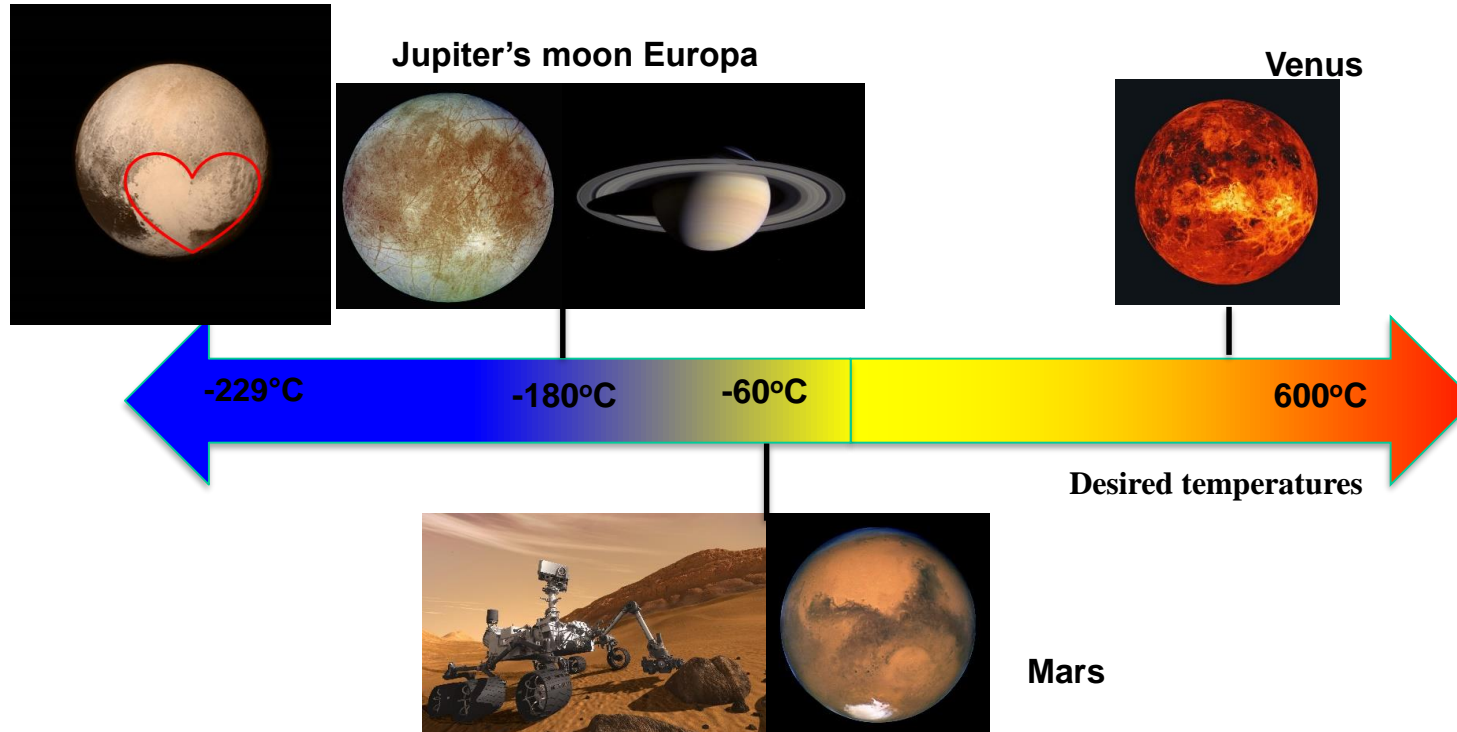 Jupiter’s moon Europa
Venus
-229°C
-180°C
-60°C
600°C
Desired temperatures
Mars